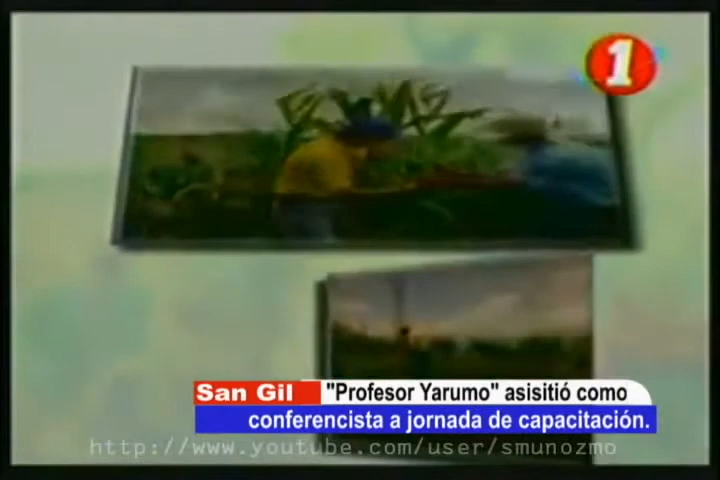 1
San Gil "Profesor Yarumo" asisitió como
conferencista a jornada de capacitación.
http://www.youtube.com/user/smunozmo